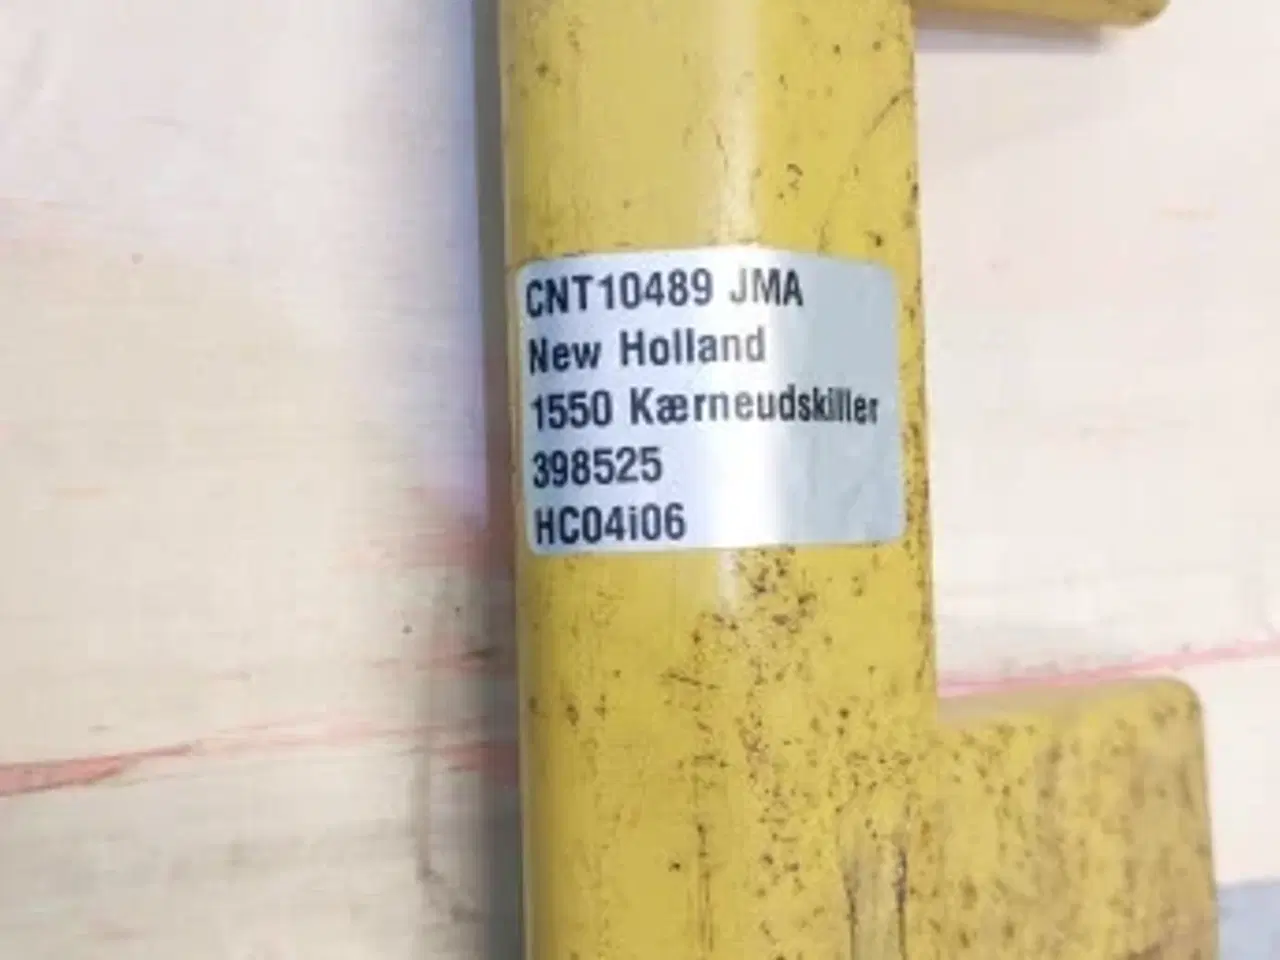 CNT10489 JMA
New Holland
1550 Kærneudskiller
398525
HC04i06